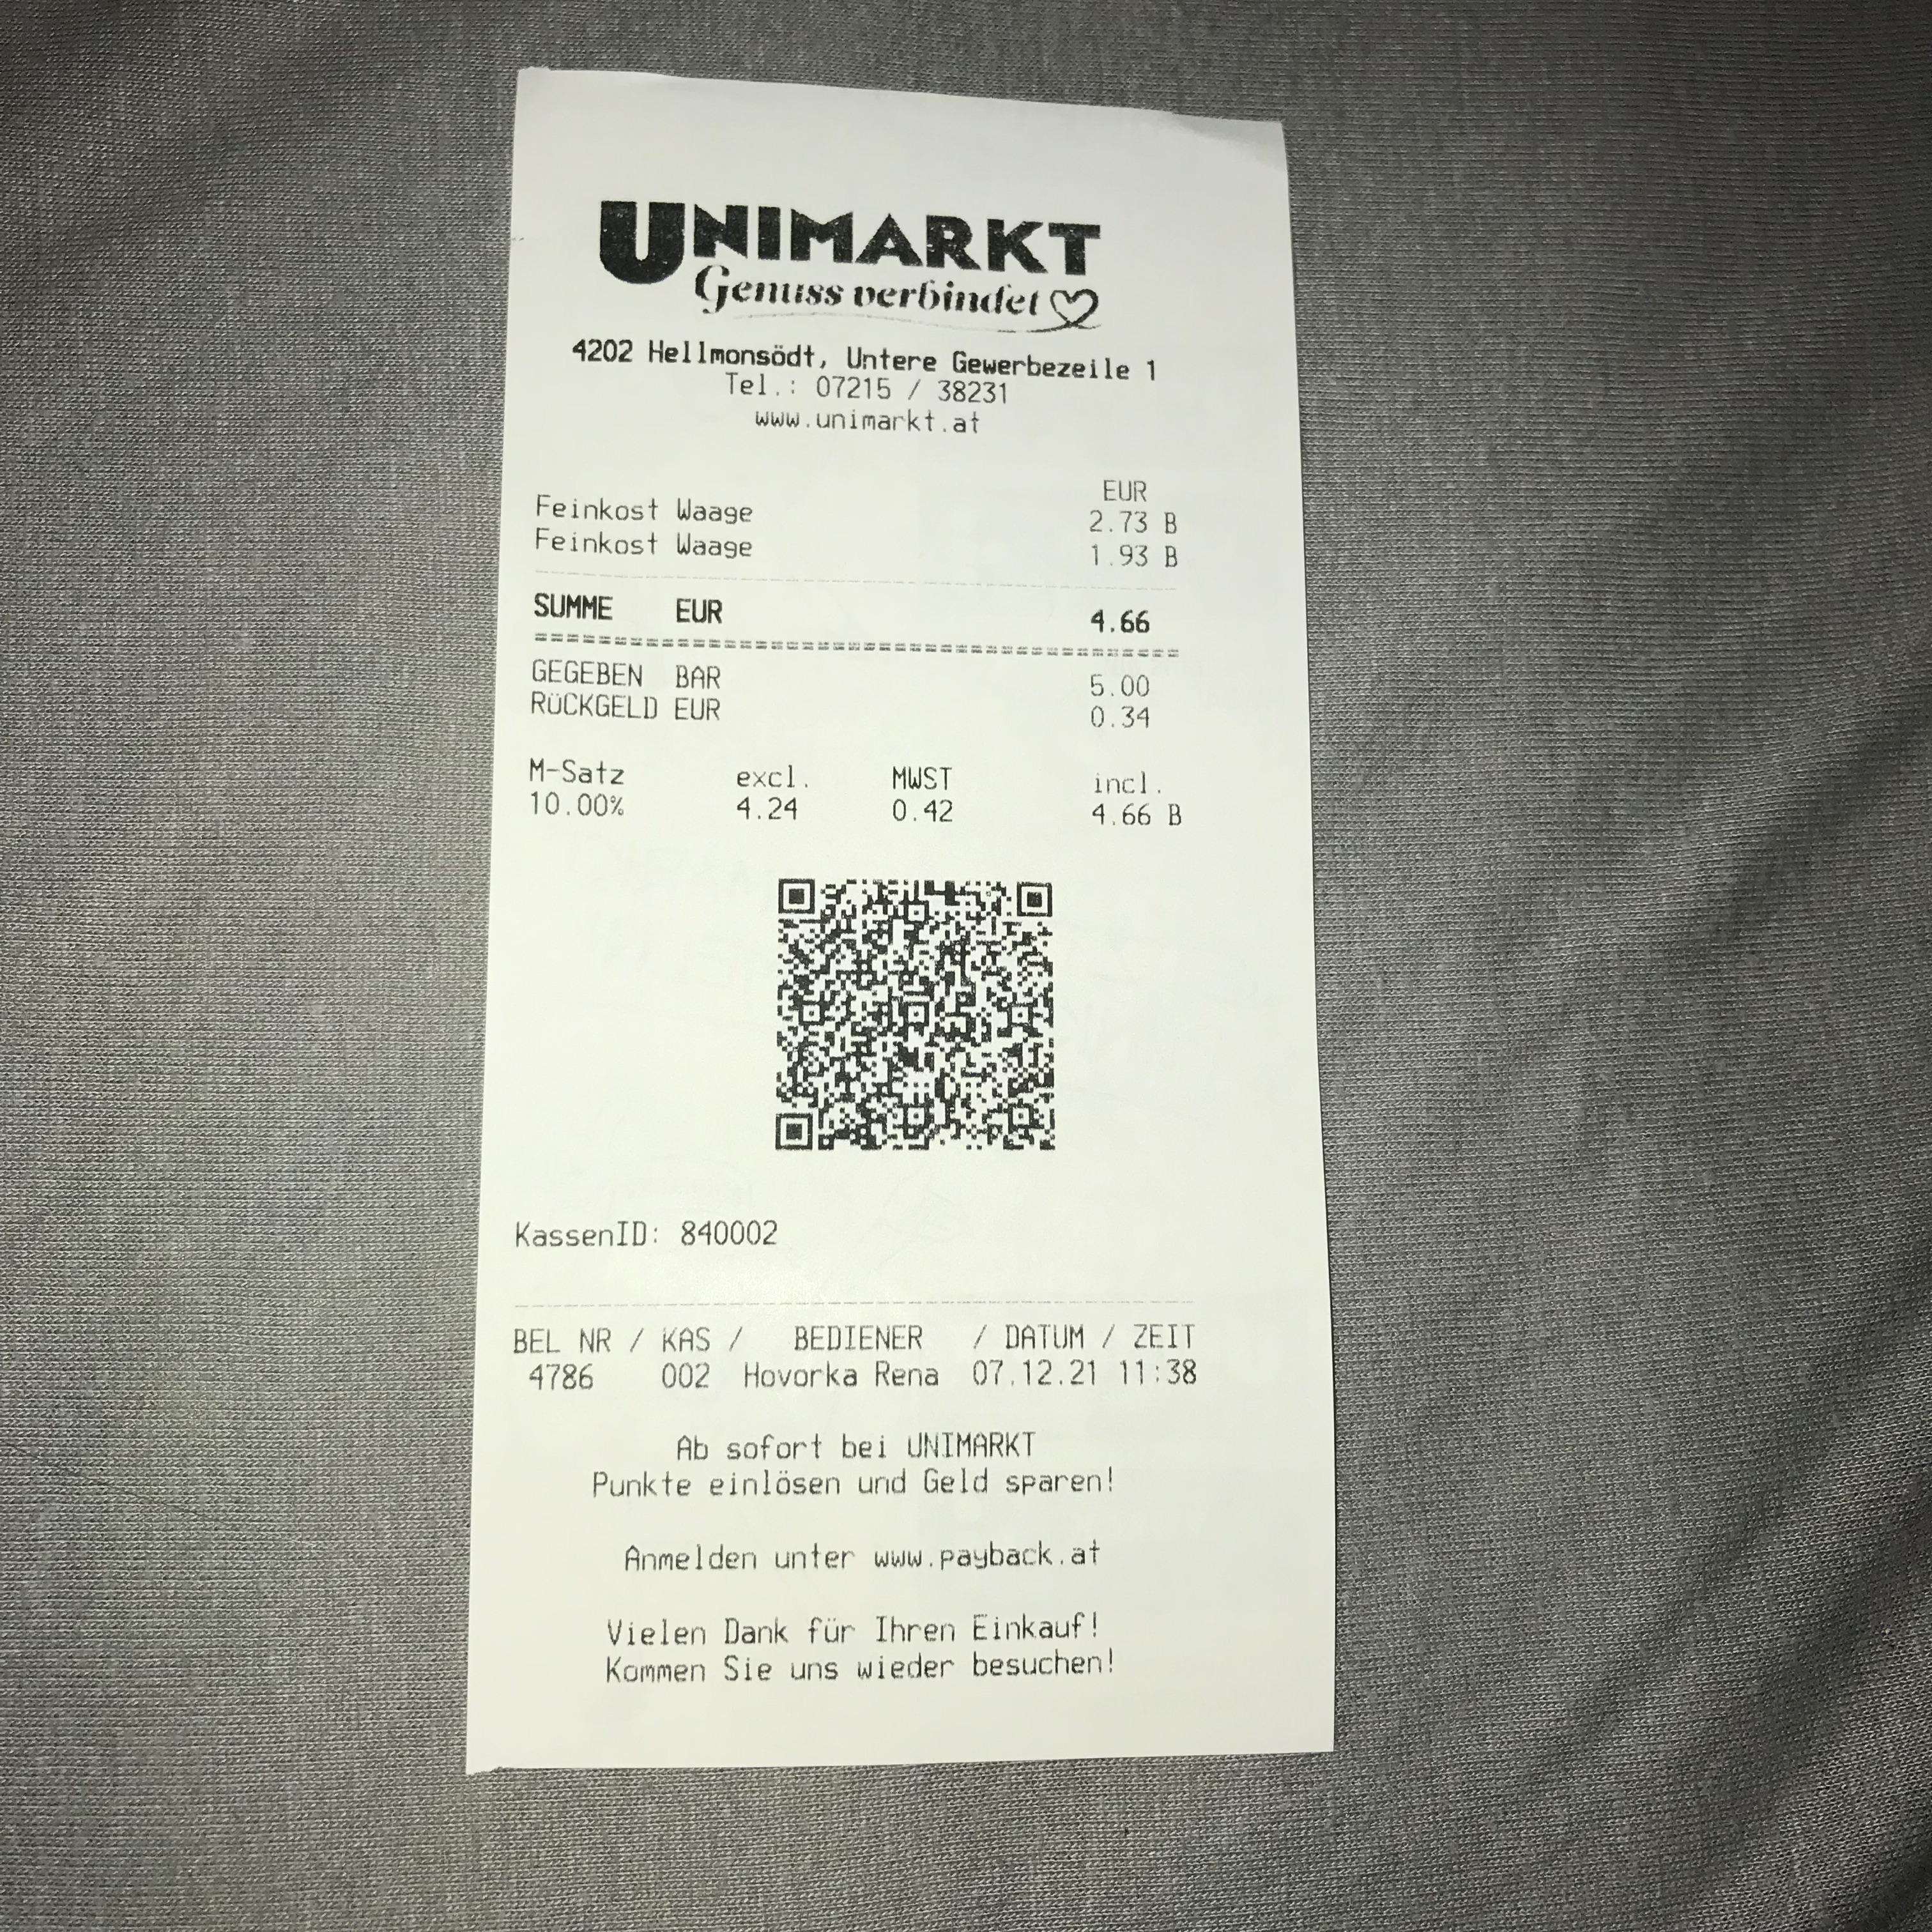 UNIMARKT
Genuss verbindet
4202 Hellmonsödt, Untere Gewerbezeile 1
Tel.: 07215 / 38231
www.unimarkt.at
EUR
Feinkost Waage 2.73 B
Feinkost Waage 1.93 B
SUMME EUR 4.66
GEGEBEN BAR 5.00
RÜCKGELD EUR 0.34
M-Satz excl. MWST incl.
10.00% 4.24 0.42 4.66 B
KassenID: 840002
BEL NR / KAS / BEDIENER / DATUM / ZEIT
4786 002 Hovorka Rena 07.12.21 11:38
Ab sofort bei UNIMARKT
Punkte einlösen und Geld sparen!
Anmelden unter www.payback.at
Vielen Dank für Ihren Einkauf!
Kommen Sie uns wieder besuchen!